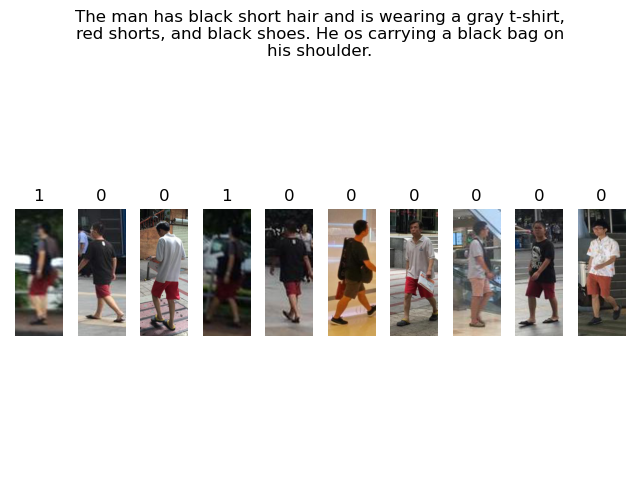 The man has black short hair and is wearing a gray t-shirt,
red shorts, and black shoes. He os carrying a black bag on
his shoulder.
1 0 0 1 0 0 0 0 0 0